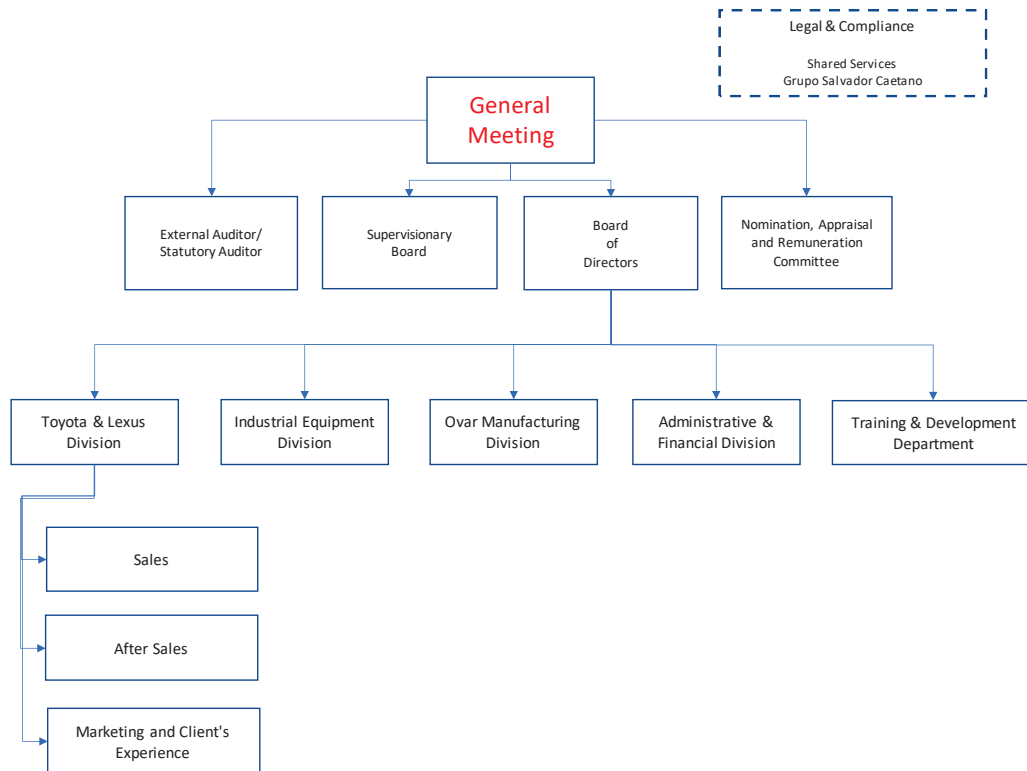 Legal & Compliance
Shared Services
Grupo Salvador Caetano
General
Meeting
External Auditor/
Statutory Auditor
Supervisionary
Board
Board
of
Directors
Nomination, Appraisal
and Remuneration
Committee
Toyota & Lexus
Division
Industrial Equipment
Division
Ovar Manufacturing
Division
Administrative &
Financial Division
Training & Development
Department
Sales
After Sales
Marketing and Client's
Experience